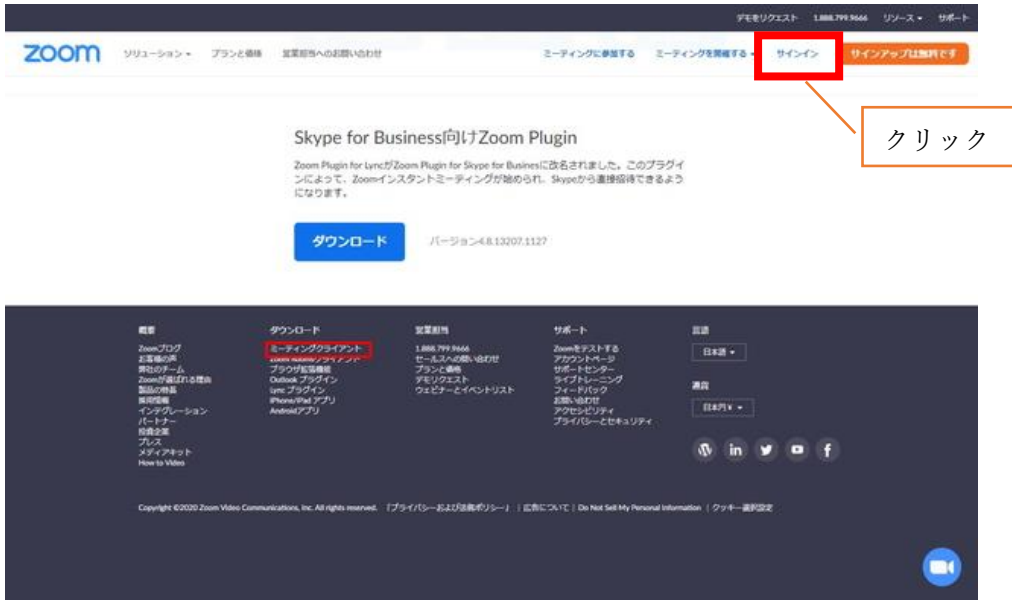 デモをリクエスト 1.888.799.9666 リソース サポート
zoom ソリューション プランと価格 営業担当へのお問い合わせ ミーティングに参加する ミーティングを開催する サインイン サインアップは無料です
クリック
Skype for Business向けZoom Plugin
Zoom Plugin for LyncがZoom Plugin for Skype for Businesに改名されました。このプラグイ
ンによって、Zoomインスタントミーティングが始められ、Skypeから直接招待できるよう
になります。
ダウンロード バージョン4.8.13207.1127
概要
Zoomブログ
お客様の声
弊社のチーム
Zoomが選ばれる理由
製品の特長
採用情報
インテグレーション
パートナー
投資企業
プレス
メディアキット
How to Video
ダウンロード
ミーティングクライアント
Zoom Roomsクライアント
ブラウザ拡張機能
Outlook プラグイン
Lync プラグイン
iPhone/iPad アプリ
Androidアプリ
営業担当
1.888.799.9666
セールスへの問い合わせ
プランと価格
デモリクエスト
ウェビナーとイベントリスト
サポート
Zoomをテストする
アカウントページ
サポートセンター
ライブトレーニング
フィードバック
お問い合わせ
アクセシビリティ
プライバシーとセキュリティ
言語
日本語
通貨
日本円 ¥
Copyright ©2020 Zoom Video Communications, Inc. All rights reserved. 「プライバシーおよび法務ポリシー」 | 広告について | Do Not Sell My Personal Information | クッキー選択設定